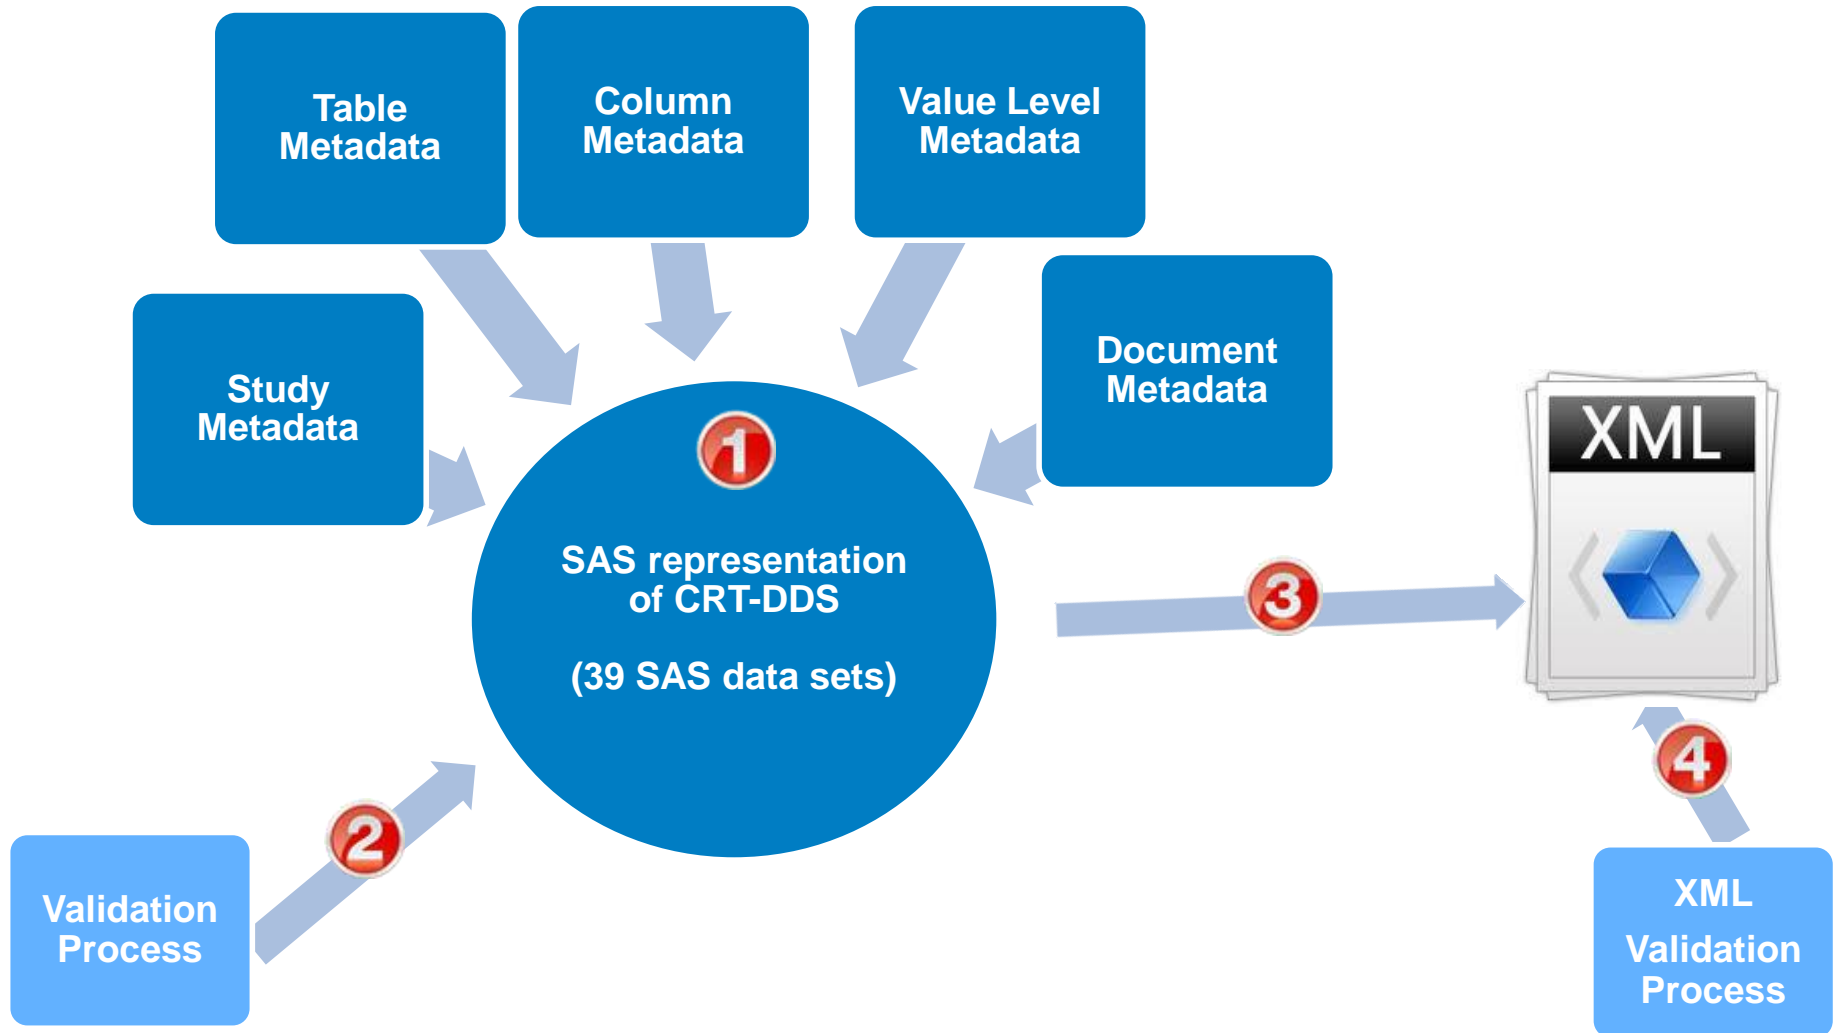 Table
Metadata
Column
Metadata
Value Level
Metadata
Study
Metadata
Document
Metadata
1
SAS representation
of CRT-DDS
(39 SAS data sets)
XML
3
2
4
Validation
Process
XML
Validation
Process